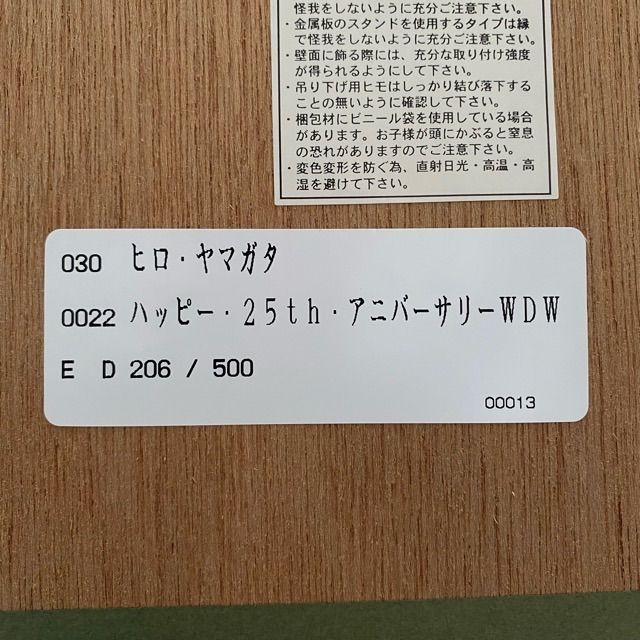 怪我をしないように充分ご注意下さい。
・金属板のスタンドを使用するタイプは縁
で怪我をしないように充分ご注意下さい。
・壁面に飾る際には、充分な取り付け強度
が得られるようにして下さい。
・吊り下げ用ヒモはしっかり結び落下する
ことの無いように確認して下さい。
・梱包材にビニール袋を使用している場合
があります。お子様が頭にかぶると窒息
の恐れがありますのでご注意下さい。
・変色変形を防ぐ為、直射日光・高温・高
湿を避けて下さい。
030 ヒロ・ヤマガタ
0022 ハッピー・25th・アニバーサリーWDW
E D 206 / 500
00013